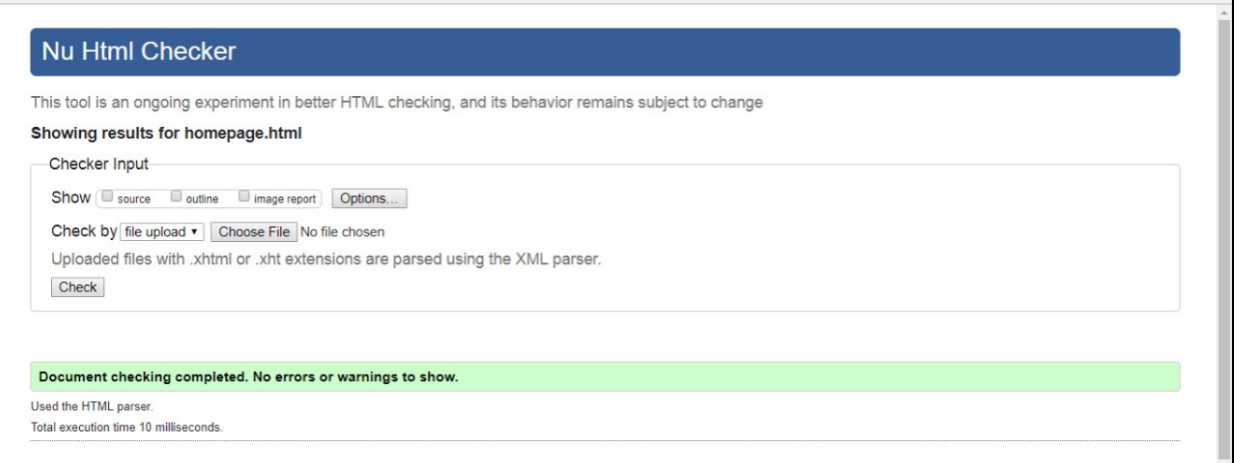 Nu Html Checker
This tool is an ongoing experiment in better HTML checking, and its behavior remains subject to change
Showing results for homepage.html
Checker Input
Show source outline image report Options...
Check by file upload Choose File No file chosen
Uploaded files with .xhtml or .xht extensions are parsed using the XML parser.
Check
Document checking completed. No errors or warnings to show.
Used the HTML parser.
Total execution time 10 milliseconds.